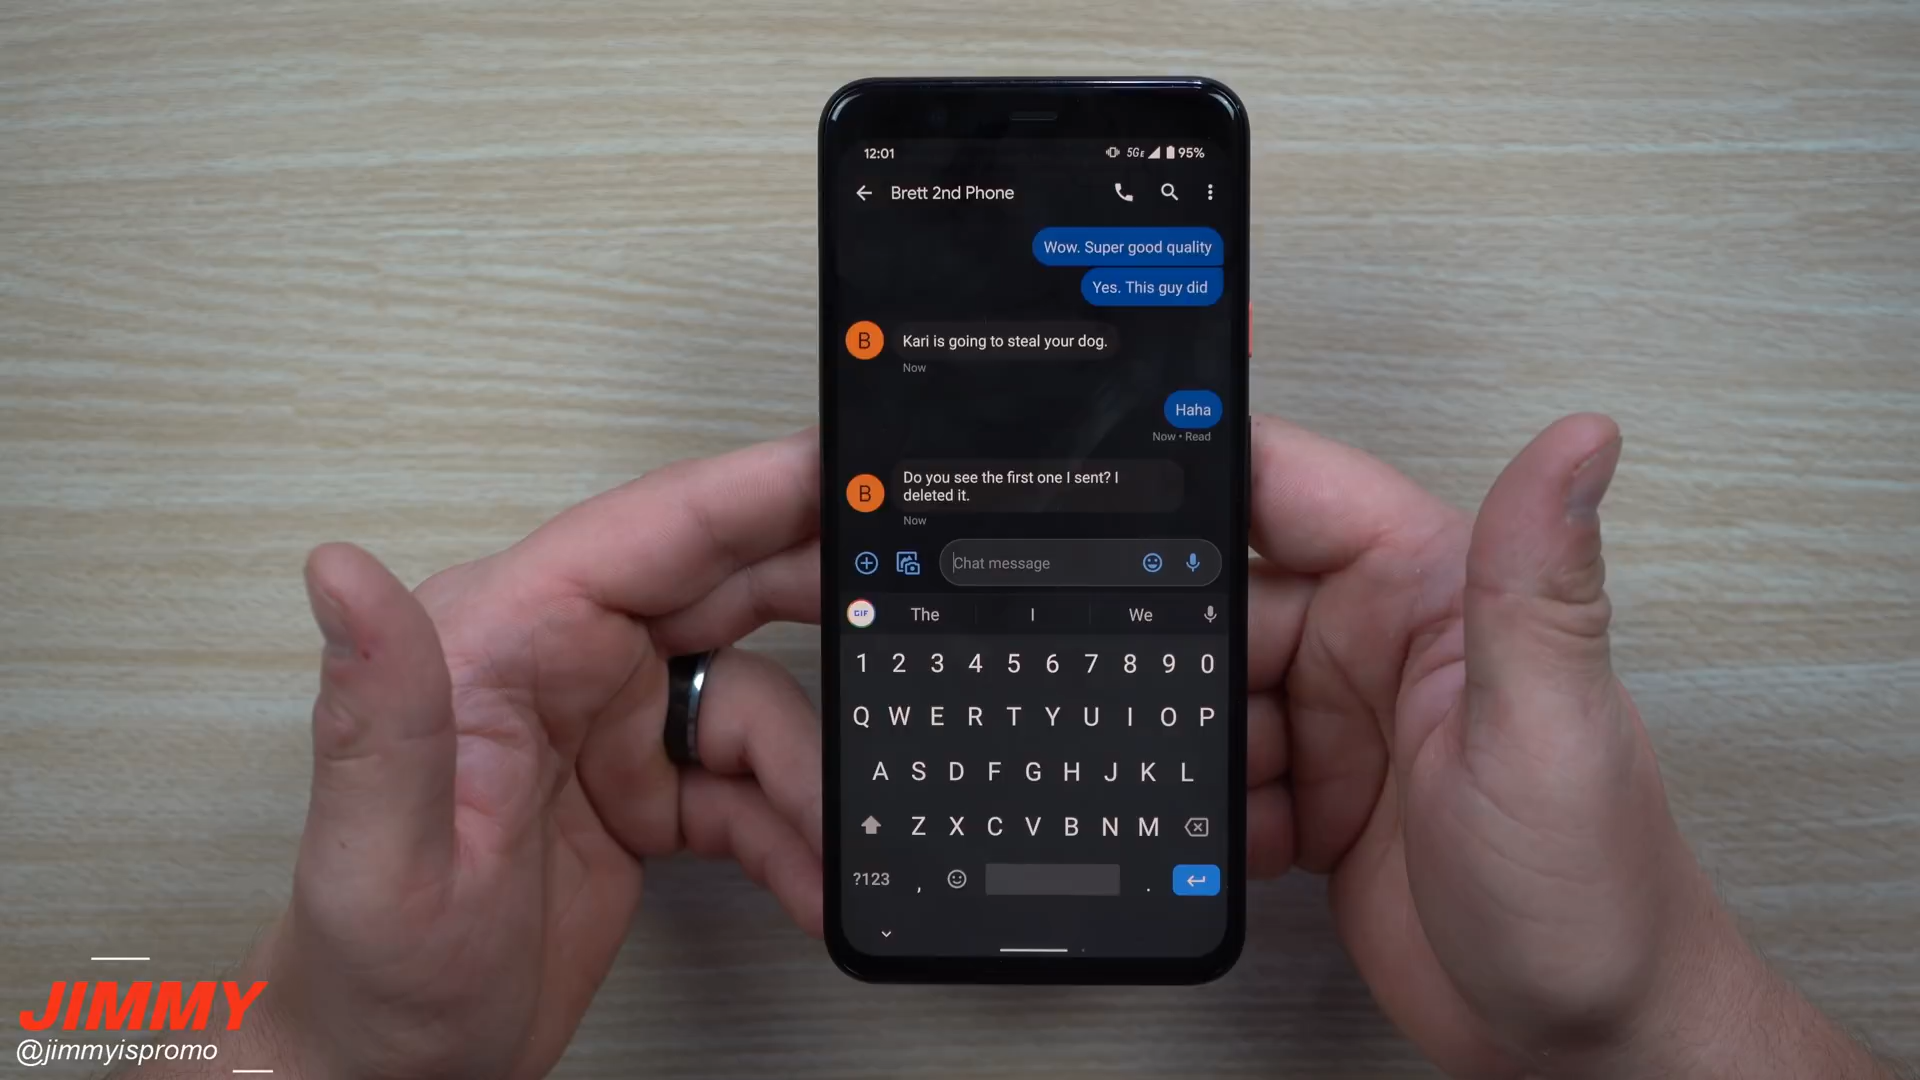 12:01
5GE 95%
Brett 2nd Phone
Wow. Super good quality
Yes. This guy did
B
Kari is going to steal your dog.
Now
Haha
Now • Read
B
Do you see the first one I sent? I
deleted it.
Now
Chat message
GIF The I We
1 2 3 4 5 6 7 8 9 0
Q W E R T Y U I O P
A S D F G H J K L
Z X C V B N M
?123 , .
JIMMY
@jimmyispromo